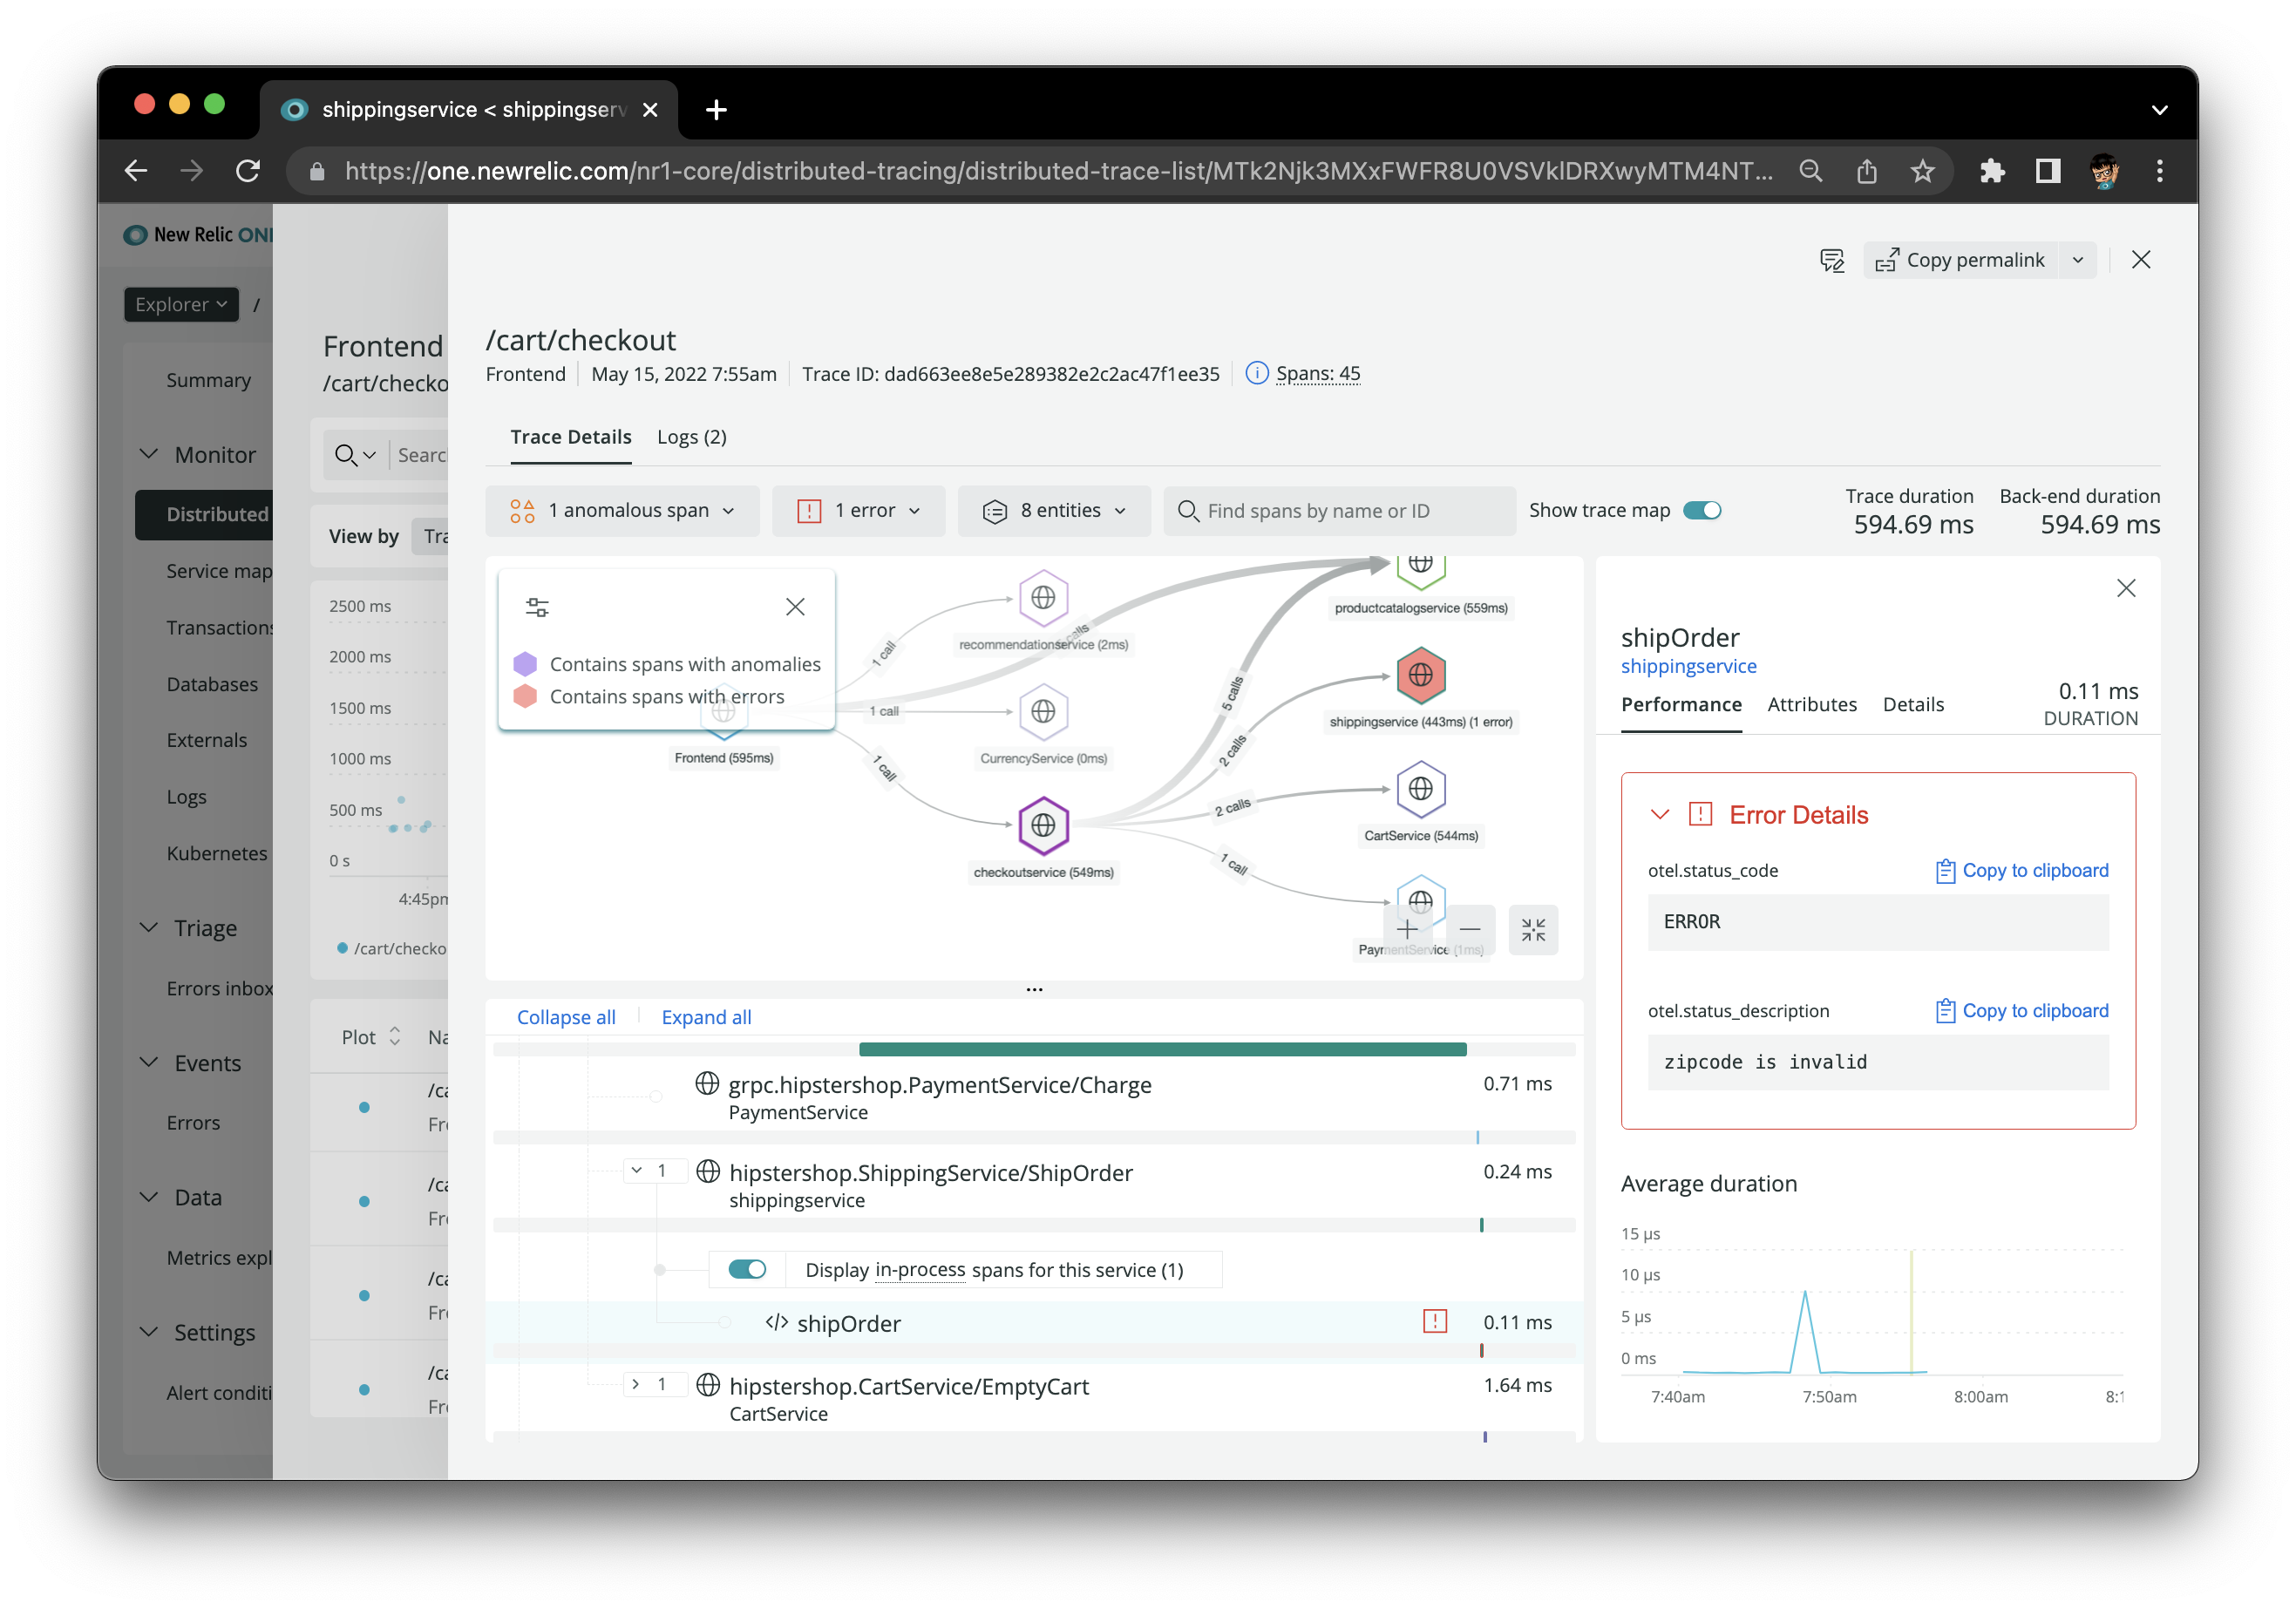 shippingservice < shippingserv
https://one.newrelic.com/nr1-core/distributed-tracing/distributed-trace-list/MTk2Njk3MXxFWFR8U0VSVklDRXwyMTM4NT...
New Relic ONE
Explorer /
Summary
Monitor
Distributed
Service map
Transactions
Databases
Externals
Logs
Kubernetes
Triage
Errors inbox
Events
Errors
Data
Metrics expl
Settings
Alert conditi
Frontend
/cart/checko
Searc
View by Tra
2500 ms
2000 ms
1500 ms
1000 ms
500 ms
0 s
4:45pm
/cart/checko
Plot Na
/ca
Fro
/ca
Fro
/ca
Fro
/ca
Fro
Copy permalink
/cart/checkout
Frontend May 15, 2022 7:55am Trace ID: dad663ee8e5e289382e2c2ac47f1ee35 Spans: 45
Trace Details Logs (2)
1 anomalous span 1 error 8 entities Find spans by name or ID Show trace map
Trace duration
594.69 ms
Back-end duration
594.69 ms
Contains spans with anomalies
Contains spans with errors
Frontend (595ms)
1 call
calls
1 call
1 call
recommendationservice (2ms)
CurrencyService (0ms)
checkoutservice (549ms)
5 calls
2 calls
2 calls
1 call
productcatalogservice (559ms)
shippingservice (443ms) (1 error)
CartService (544ms)
PaymentService (1ms)
...
Collapse all Expand all
grpc.hipstershop.PaymentService/Charge 0.71 ms
PaymentService
1 hipstershop.ShippingService/ShipOrder 0.24 ms
shippingservice
Display in-process spans for this service (1)
</> shipOrder 0.11 ms
1 hipstershop.CartService/EmptyCart 1.64 ms
CartService
shipOrder
shippingservice
Performance Attributes Details
0.11 ms
DURATION
Error Details
otel.status_code Copy to clipboard
ERROR
otel.status_description Copy to clipboard
zipcode is invalid
Average duration
15 µs
10 µs
5 µs
0 ms
7:40am 7:50am 8:00am 8:1